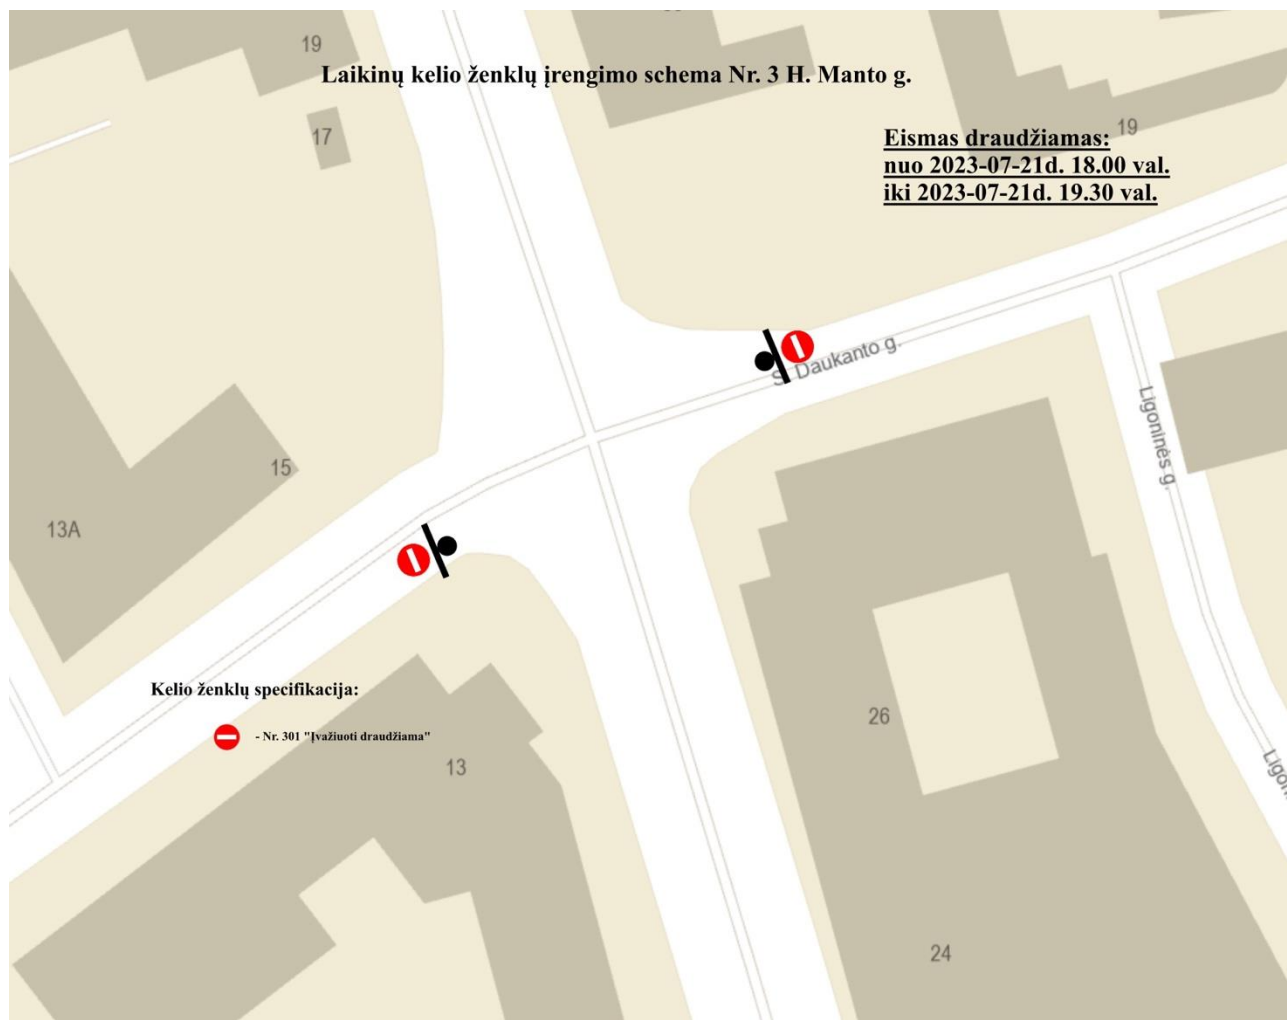 19
Laikinų kelio ženklų įrengimo schema Nr. 3 H. Manto g.
17
19
Eismas draudžiamas:
nuo 2023-07-21d. 18.00 val.
iki 2023-07-21d. 19.30 val.
S. Daukanto g.
Ligoninės g.
15
13A
Kelio ženklų specifikacija:
- Nr. 301 "Įvažiuoti draudžiama"
13
26
24